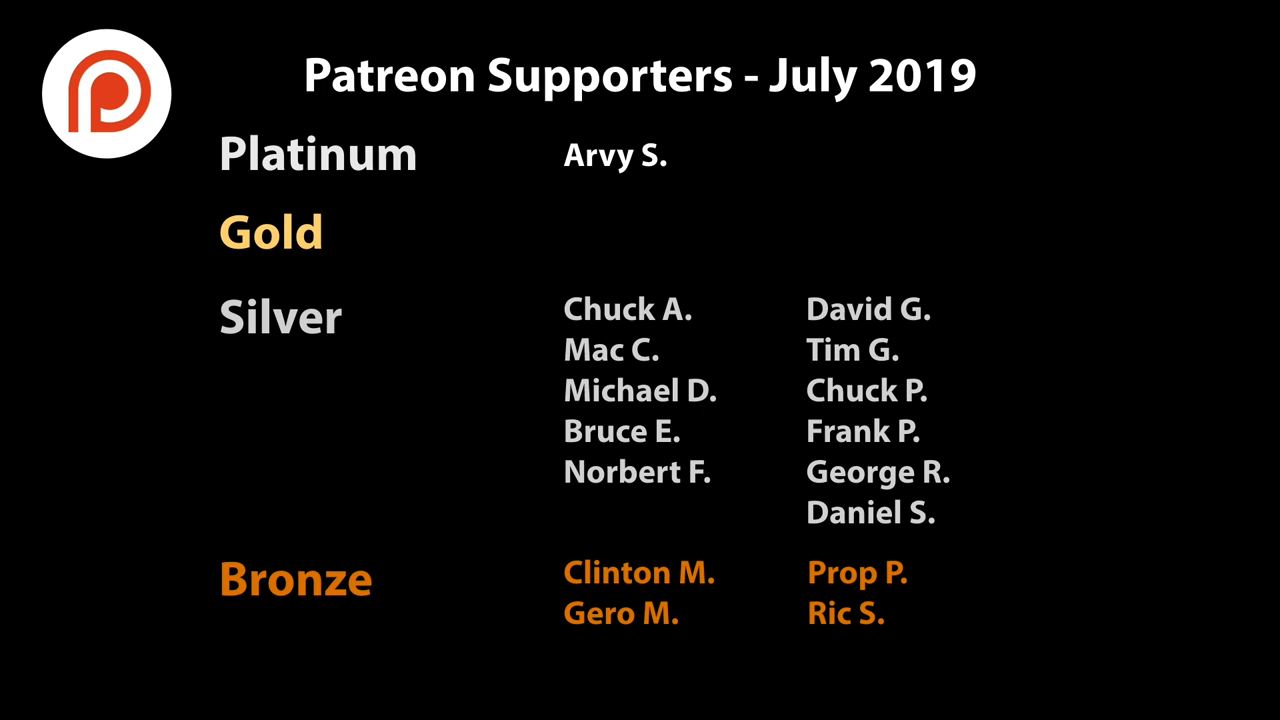 Patreon Supporters - July 2019
Platinum
Arvy S.
Gold
Silver
Chuck A.
Mac C.
Michael D.
Bruce E.
Norbert F.
David G.
Tim G.
Chuck P.
Frank P.
George R.
Daniel S.
Bronze
Clinton M.
Gero M.
Prop P.
Ric S.